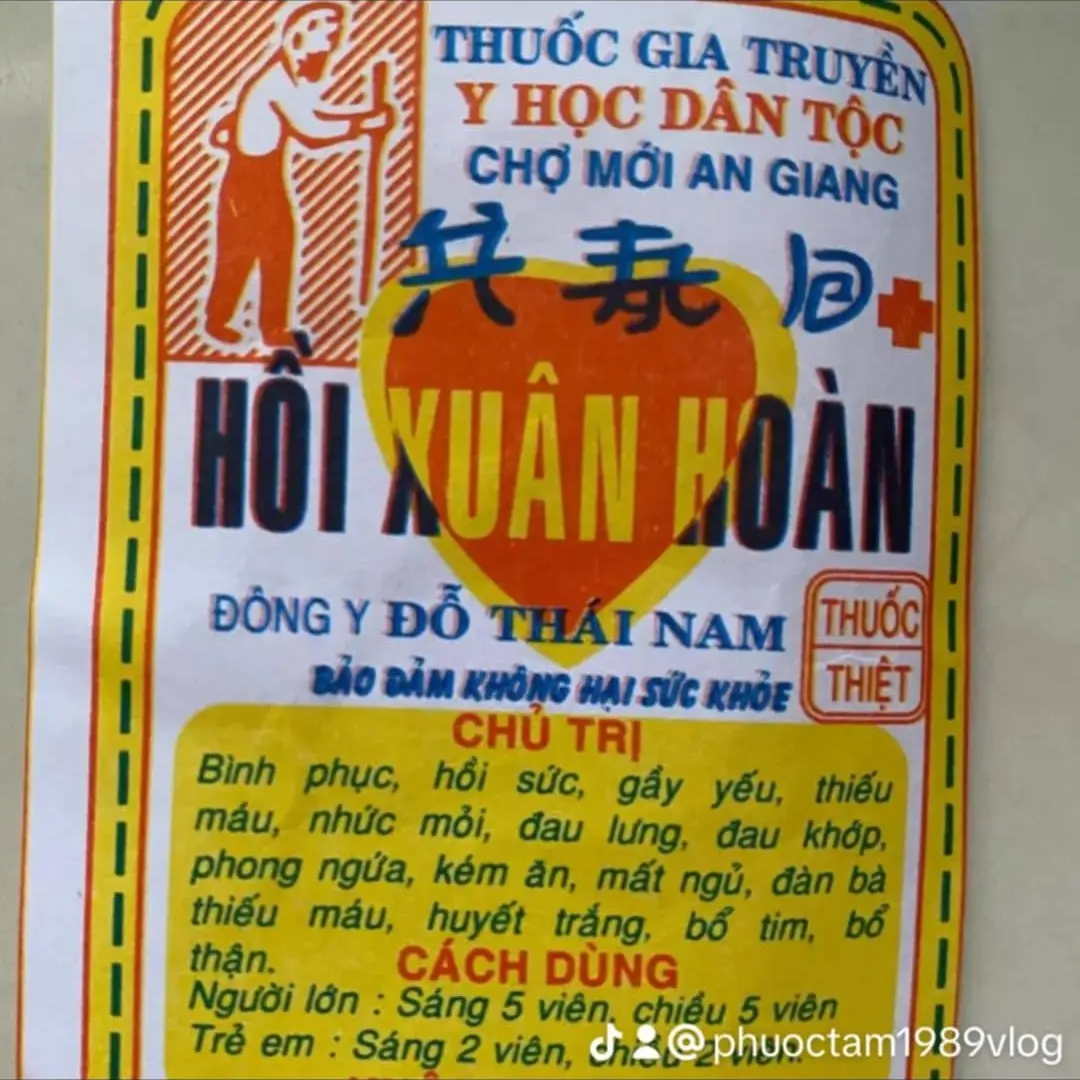 THUỐC GIA TRUYỀN
Y HỌC DÂN TỘC
CHỢ MỚI AN GIANG
HỒI XUÂN HOÀN
ĐÔNG Y ĐỖ THÁI NAM
THUỐC
THIỆT
BẢO ĐẢM KHÔNG HẠI SỨC KHỎE
CHỦ TRỊ
Bình phục, hồi sức, gầy yếu, thiếu
máu, nhức mỏi, đau lưng, đau khớp,
phong ngứa, kém ăn, mất ngủ, đàn bà
thiếu máu, huyết trắng, bổ tim, bổ
thận.
CÁCH DÙNG
Người lớn : Sáng 5 viên, chiều 5 viên
Trẻ em : Sáng 2 viên, chiều 2 viên
@phuoctam1989vlog